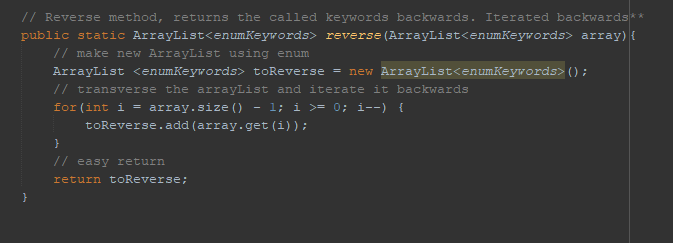 // Reverse method, returns the called keywords backwards. Iterated backwards**
public static ArrayList<enumKeywords> reverse(ArrayList<enumKeywords> array){
// make new ArrayList using enum
ArrayList <enumKeywords> toReverse = new ArrayList<enumKeywords>();
// transverse the arrayList and iterate it backwards
for(int i = array.size() - 1; i >= 0; i--) {
toReverse.add(array.get(i));
}
// easy return
return toReverse;
}